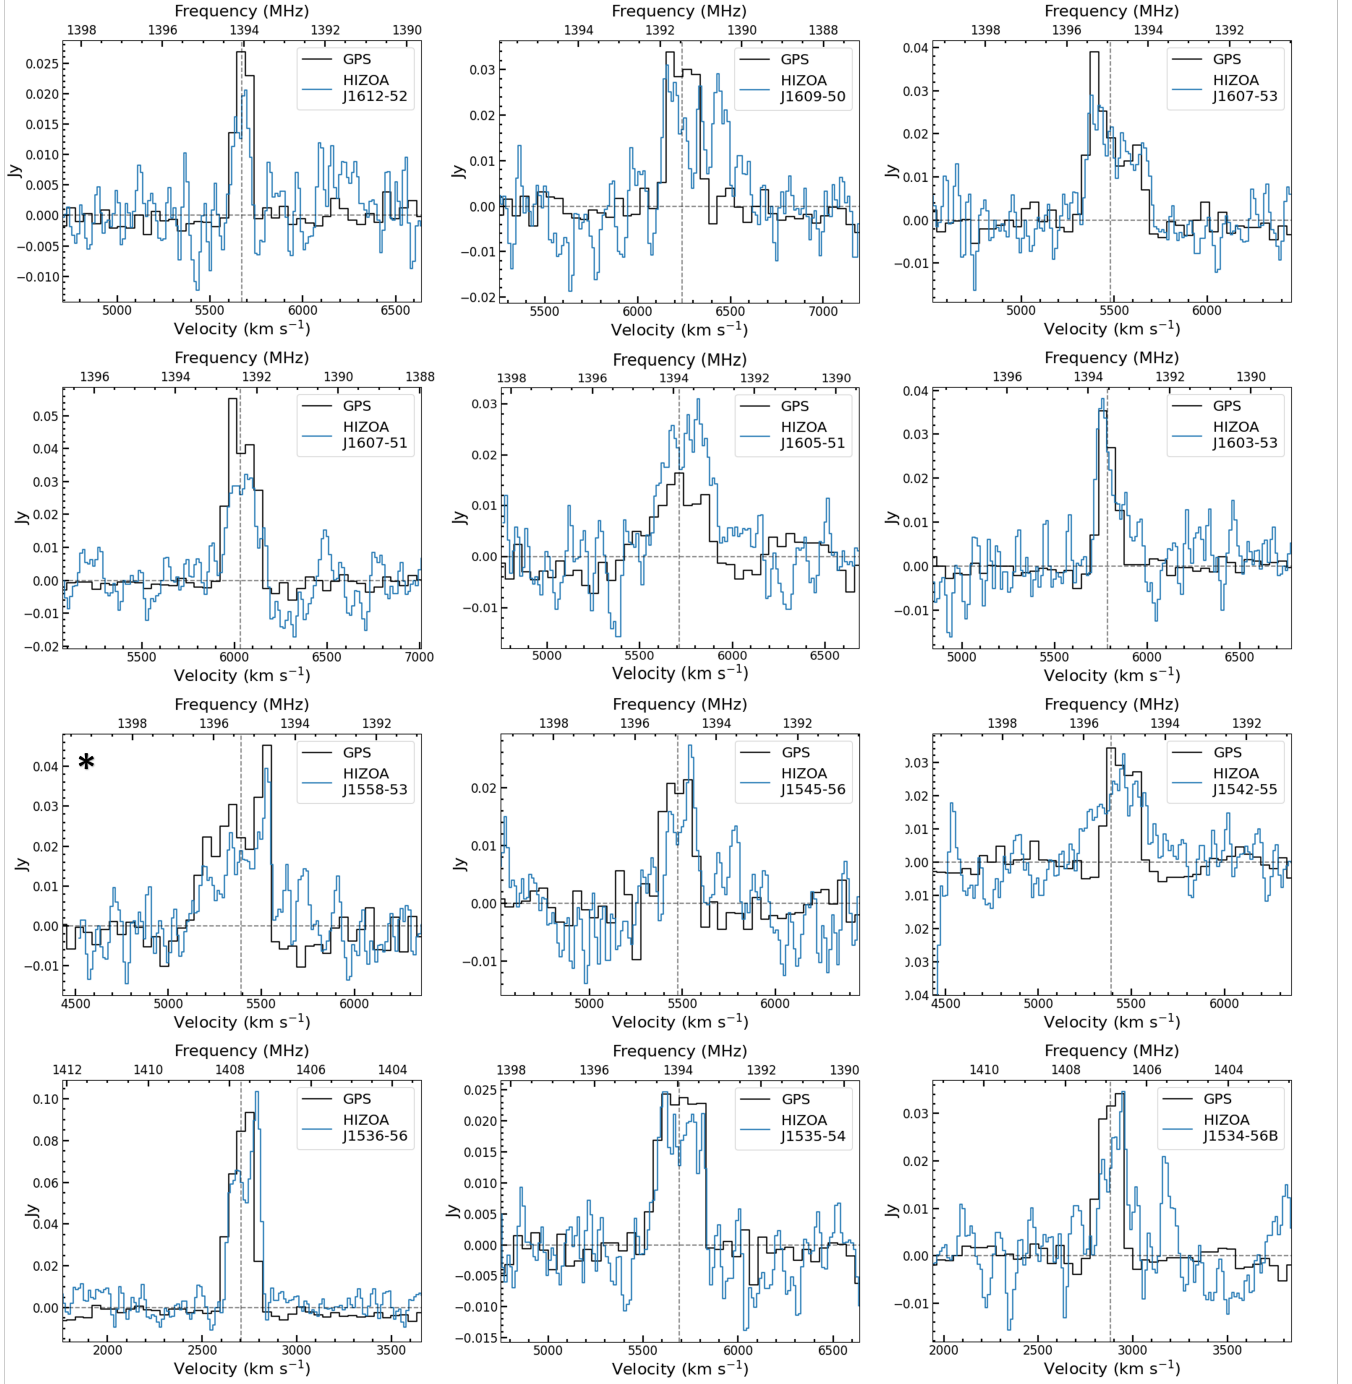 Frequency (MHz) Frequency (MHz) Frequency (MHz)
1398 1396 1394 1392 1390 1394 1392 1390 1388 1398 1396 1394 1392
GPS
HIZOA
J1612-52
0.025
0.020
0.015
0.010
0.005
0.000
−0.005
−0.010
Jy
5000 5500 6000 6500
Velocity (km s−1)
GPS
HIZOA
J1609-50
0.03
0.02
0.01
0.00
−0.01
−0.02
Jy
5500 6000 6500 7000
Velocity (km s−1)
GPS
HIZOA
J1607-53
0.04
0.03
0.02
0.01
0.00
−0.01
Jy
5000 5500 6000
Velocity (km s−1)
Frequency (MHz) Frequency (MHz) Frequency (MHz)
1396 1394 1392 1390 1388 1398 1396 1394 1392 1390 1396 1394 1392 1390
GPS
HIZOA
J1607-51
0.05
0.04
0.03
0.02
0.01
0.00
−0.01
−0.02
Jy
5500 6000 6500 7000
Velocity (km s−1)
GPS
HIZOA
J1605-51
0.03
0.02
0.01
0.00
−0.01
Jy
5000 5500 6000 6500
Velocity (km s−1)
GPS
HIZOA
J1603-53
0.04
0.03
0.02
0.01
0.00
−0.01
Jy
5000 5500 6000 6500
Velocity (km s−1)
Frequency (MHz) Frequency (MHz) Frequency (MHz)
1398 1396 1394 1392 1398 1396 1394 1392 1398 1396 1394 1392
*
GPS
HIZOA
J1558-53
0.04
0.03
0.02
0.01
0.00
−0.01
Jy
4500 5000 5500 6000
Velocity (km s−1)
GPS
HIZOA
J1545-56
0.02
0.01
0.00
−0.01
Jy
5000 5500 6000
Velocity (km s−1)
GPS
HIZOA
J1542-55
0.03
0.02
0.01
0.00
0.01
0.02
0.03
0.04
4500 5000 5500 6000
Velocity (km s−1)
Frequency (MHz) Frequency (MHz) Frequency (MHz)
1412 1410 1408 1406 1404 1398 1396 1394 1392 1390 1410 1408 1406 1404
GPS
HIZOA
J1536-56
0.10
0.08
0.06
0.04
0.02
0.00
Jy
2000 2500 3000 3500
Velocity (km s−1)
GPS
HIZOA
J1535-54
0.025
0.020
0.015
0.010
0.005
0.000
−0.005
−0.010
−0.015
Jy
5000 5500 6000 6500
Velocity (km s−1)
GPS
HIZOA
J1534-56B
0.03
0.02
0.01
0.00
−0.01
Jy
2000 2500 3000 3500
Velocity (km s−1)